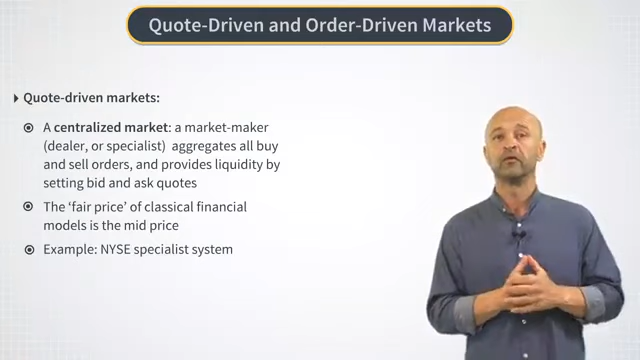 Quote-Driven and Order-Driven Markets
Quote-driven markets:
A centralized market: a market-maker
(dealer, or specialist) aggregates all buy
and sell orders, and provides liquidity by
setting bid and ask quotes
The ‘fair price’ of classical financial
models is the mid price
Example: NYSE specialist system